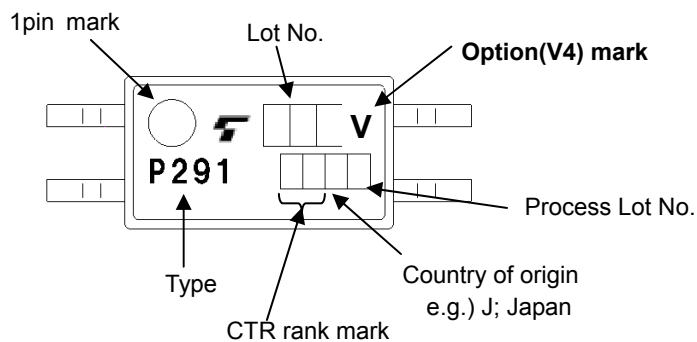 1pin mark
Lot No.
Option(V4) mark
V
P291
Process Lot No.
Type
Country of origin
e.g.) J; Japan
CTR rank mark